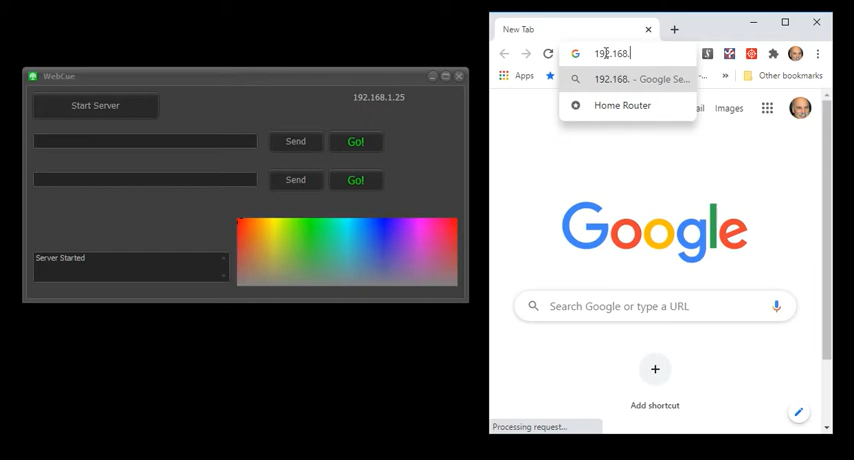 WebCue
Start Server
192.168.1.25
Send
Go!
Send
Go!
Server Started
New Tab
192.168.
192.168. - Google Se...
Home Router
Apps
Other bookmarks
ail
Images
Google
Search Google or type a URL
Add shortcut
Processing request...